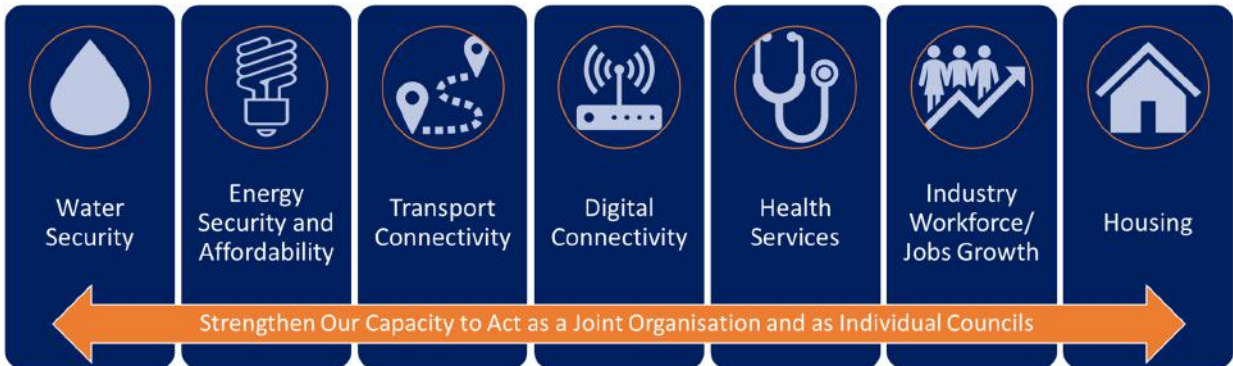 Water
Security
Energy
Security and
Affordability
Transport
Connectivity
Digital
Connectivity
Health
Services
Industry
Workforce/
Jobs Growth
Housing
Strengthen Our Capacity to Act as a Joint Organisation and as Individual Councils